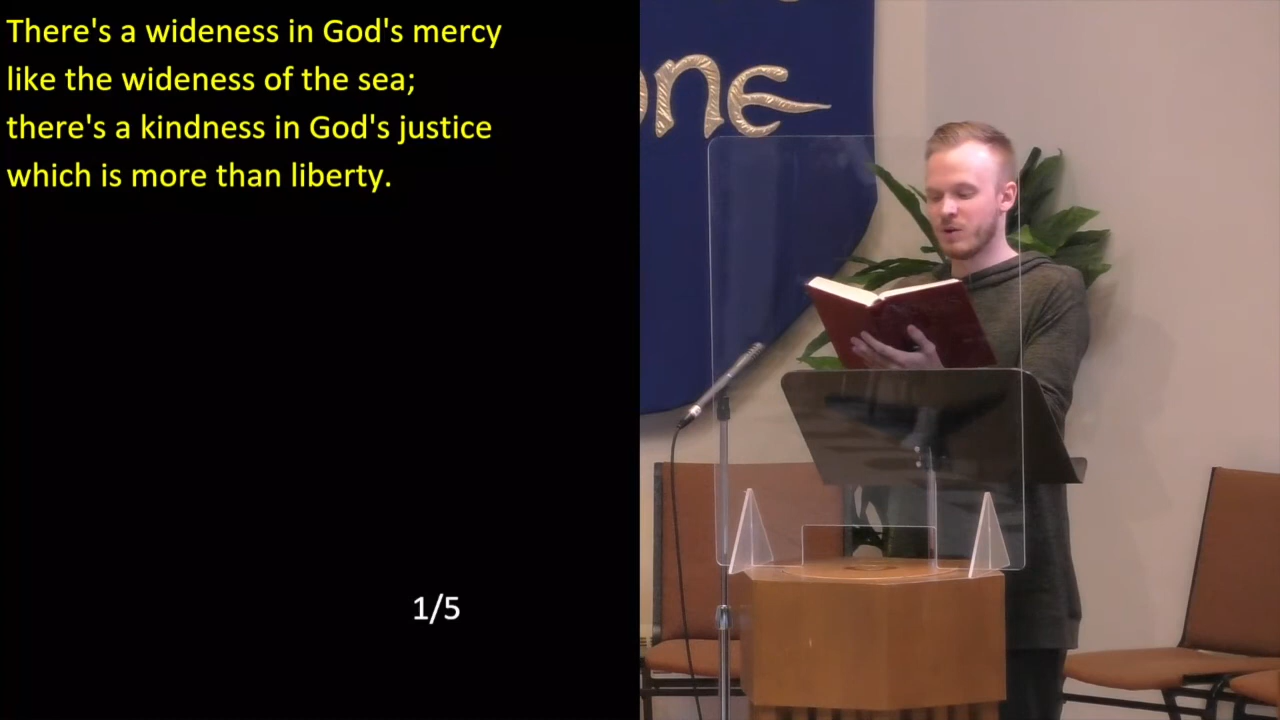 There's a wideness in God's mercy
like the wideness of the sea;
there's a kindness in God's justice
which is more than liberty.
1/5